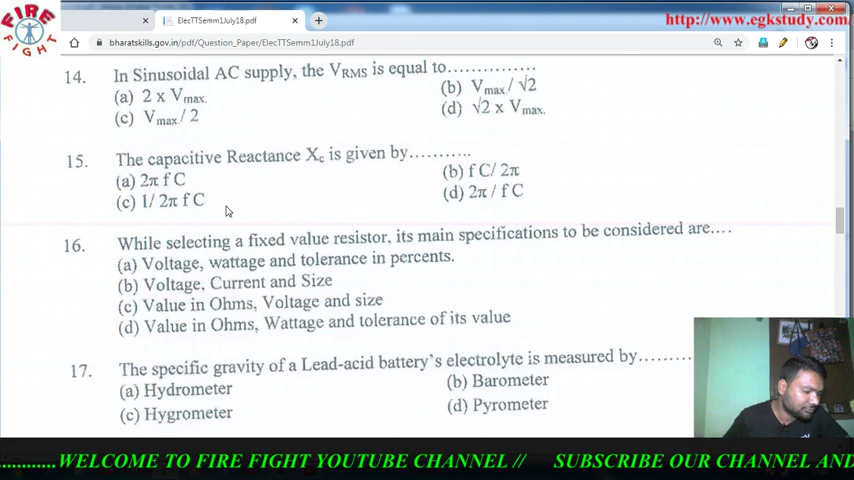 FIRE
FIGHT
ElecTTSemm1July18.pdf
http://www.egkstudy.com
bharatskills.gov.in/pdf/Question_Paper/ElecTTSemm1July18.pdf
14. In Sinusoidal AC supply, the VRMS is equal to……………
(a) 2 x Vmax. (b) Vmax / √2
(c) Vmax / 2 (d) √2 x Vmax.
15. The capacitive Reactance Xc is given by………..
(a) 2π f C (b) f C/ 2π
(c) 1/ 2π f C (d) 2π / f C
16. While selecting a fixed value resistor, its main specifications to be considered are….
(a) Voltage, wattage and tolerance in percents.
(b) Voltage, Current and Size
(c) Value in Ohms, Voltage and size
(d) Value in Ohms, Wattage and tolerance of its value
17. The specific gravity of a Lead-acid battery's electrolyte is measured by………
(a) Hydrometer (b) Barometer
(c) Hygrometer (d) Pyrometer
............WELCOME TO FIRE FIGHT YOUTUBE CHANNEL // SUBSCRIBE OUR CHANNEL AND